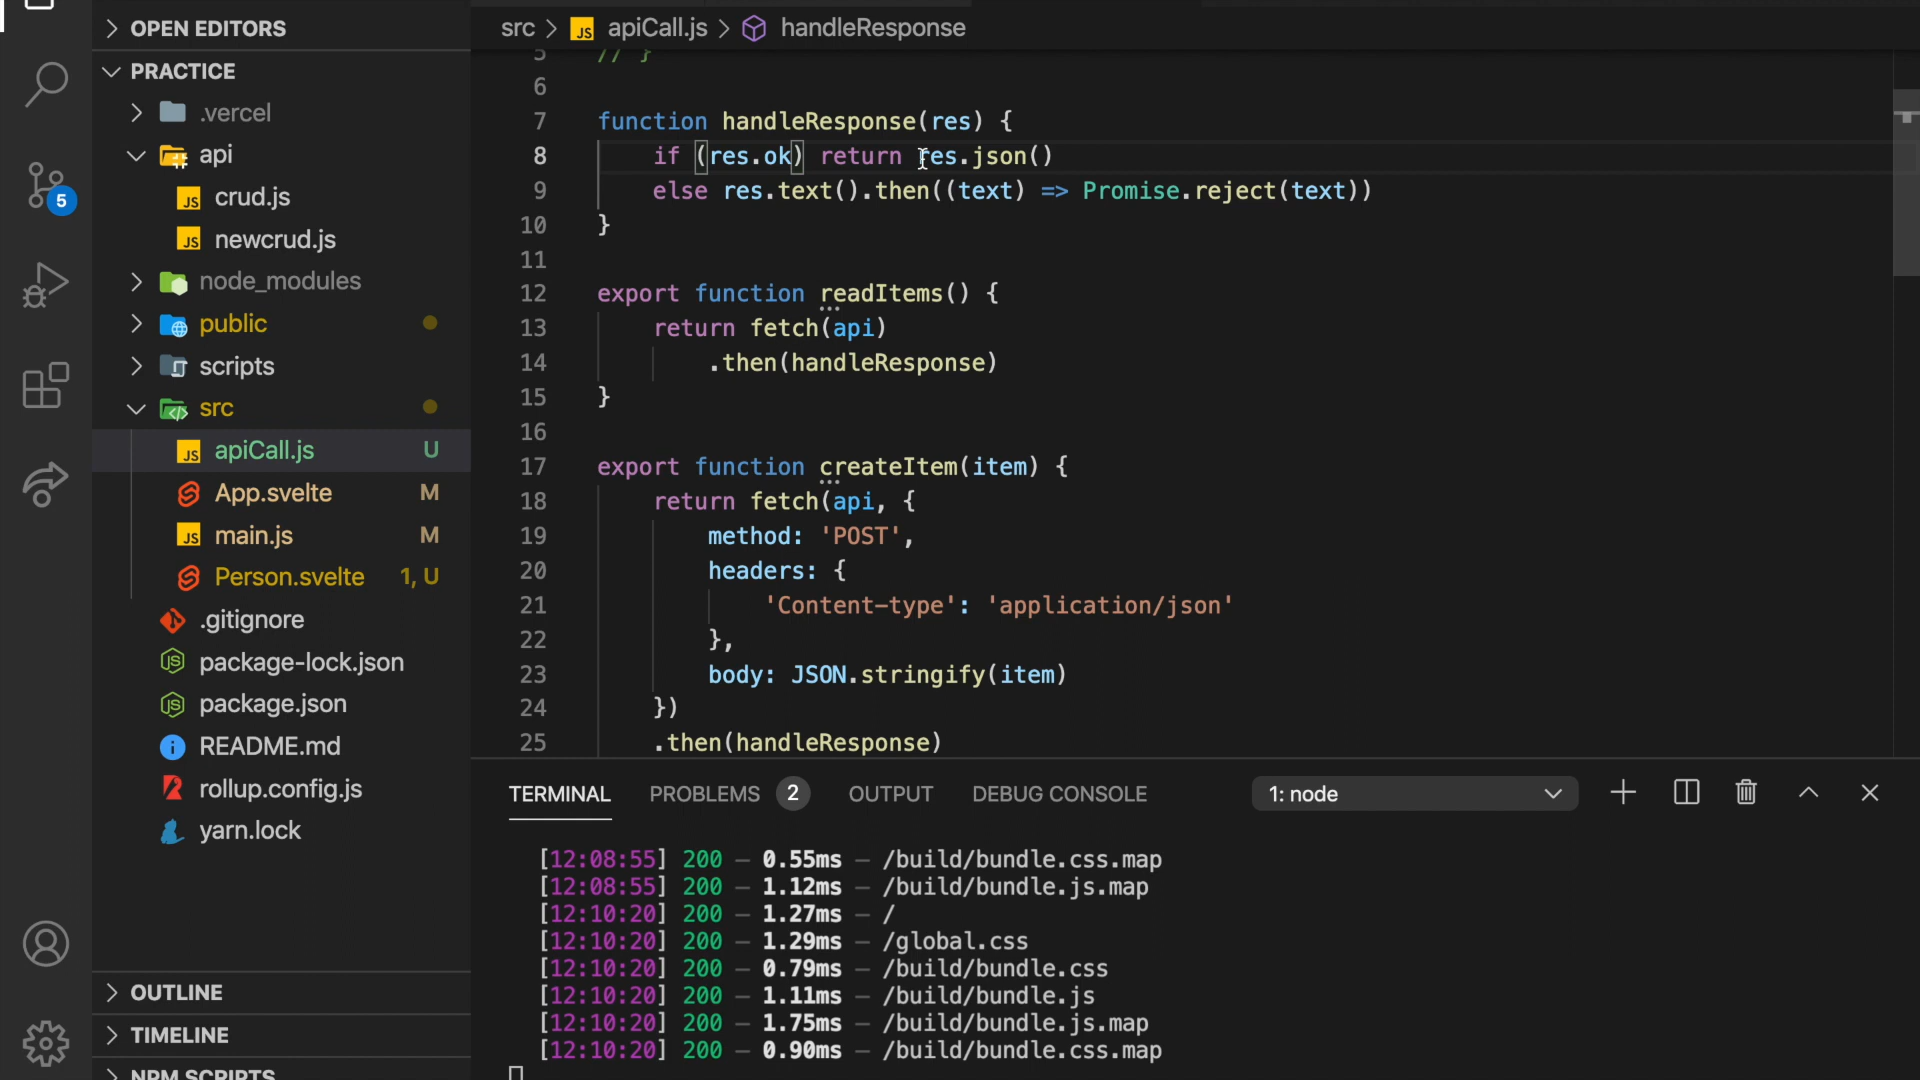 OPEN EDITORS
PRACTICE
.vercel
api
JS crud.js
JS newcrud.js
node_modules
public
scripts
src
JS apiCall.js U
App.svelte M
JS main.js M
Person.svelte 1, U
.gitignore
package-lock.json
package.json
README.md
rollup.config.js
yarn.lock
OUTLINE
TIMELINE
NPM SCRIPTS
5
src > JS apiCall.js > handleResponse
5 // }
6
7 function handleResponse(res) {
8 if (res.ok) return res.json()
9 else res.text().then((text) => Promise.reject(text))
10 }
11
12 export function readItems() {
13 return fetch(api)
14 .then(handleResponse)
15 }
16
17 export function createItem(item) {
18 return fetch(api, {
19 method: 'POST',
20 headers: {
21 'Content-type': 'application/json'
22 },
23 body: JSON.stringify(item)
24 })
25 .then(handleResponse)
TERMINAL PROBLEMS 2 OUTPUT DEBUG CONSOLE 1: node
[12:08:55] 200 — 0.55ms — /build/bundle.css.map
[12:08:55] 200 — 1.12ms — /build/bundle.js.map
[12:10:20] 200 — 1.27ms — /
[12:10:20] 200 — 1.29ms — /global.css
[12:10:20] 200 — 0.79ms — /build/bundle.css
[12:10:20] 200 — 1.11ms — /build/bundle.js
[12:10:20] 200 — 1.75ms — /build/bundle.js.map
[12:10:20] 200 — 0.90ms — /build/bundle.css.map